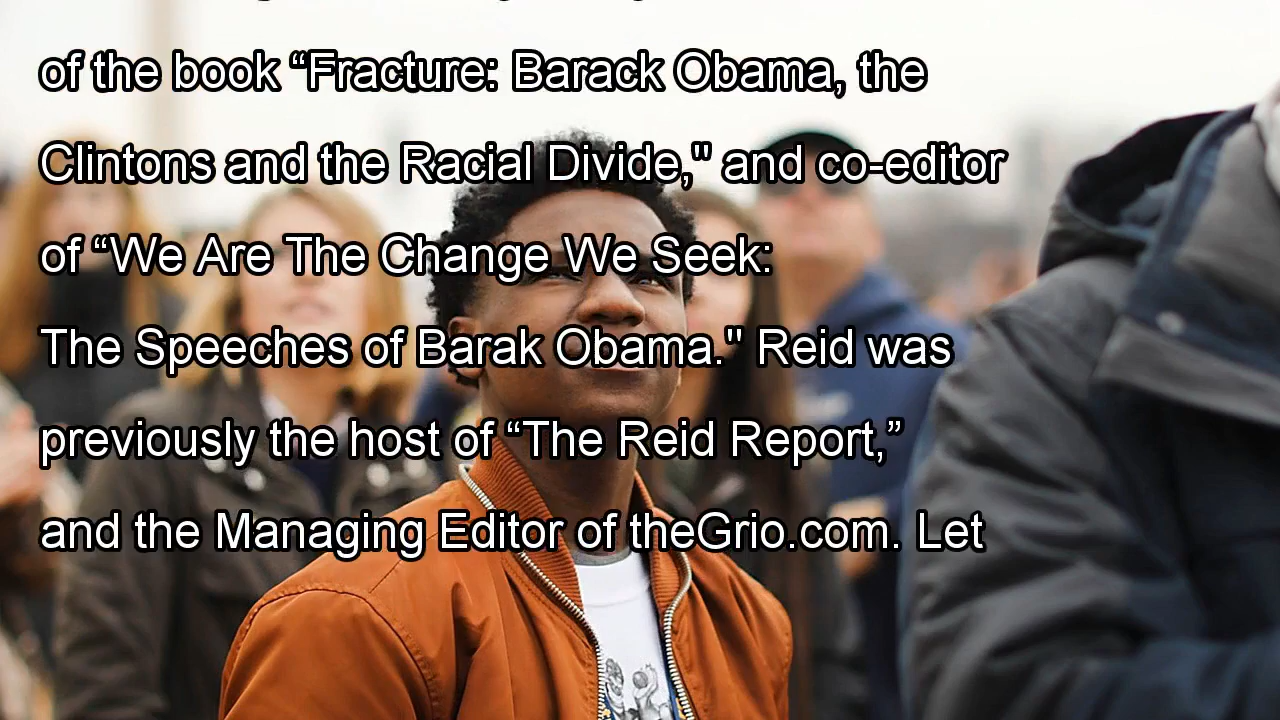 of the book “Fracture: Barack Obama, the
Clintons and the Racial Divide," and co-editor
of “We Are The Change We Seek:
The Speeches of Barak Obama." Reid was
previously the host of “The Reid Report,”
and the Managing Editor of theGrio.com. Let